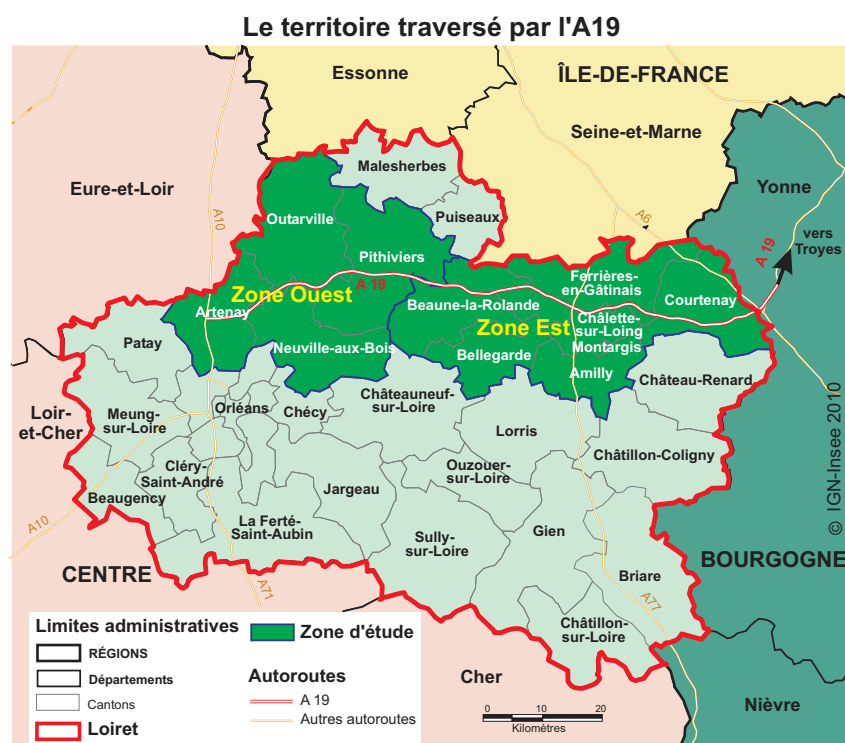 Le territoire traversé par l'A19
Essonne
ÎLE-DE-FRANCE
Seine-et-Marne
Malesherbes
Eure-et-Loir
Yonne
A10
Outarville
Puiseaux
A6
vers
Troyes
A 19
Pithiviers
Ferrières-
en-Gâtinais
A 19
Zone Ouest
Beaune-la-Rolande
Courtenay
Artenay
Zone Est
Châlette
-sur-Loing
Montargis
Patay
Neuville-aux-Bois
Bellegarde
Amilly
Château-Renard
Châteauneuf
-sur-Loire
Loir-
et-Cher
Meung-
sur-Loire
Orléans
Chécy
Lorris
Châtillon-Coligny
Cléry-
Saint-André
Ouzouer-
sur-Loire
Beaugency
Jargeau
A10
La Ferté-
Saint-Aubin
Gien
Sully-
sur-Loire
© IGN-Insee 2010
BOURGOGNE
CENTRE
A71
Briare
A77
Châtillon-
sur-Loire
Cher
Nièvre
Limites administratives
RÉGIONS
Départements
Cantons
Loiret
Zone d'étude
Autoroutes
A 19
Autres autoroutes
0 10 20
Kilomètres